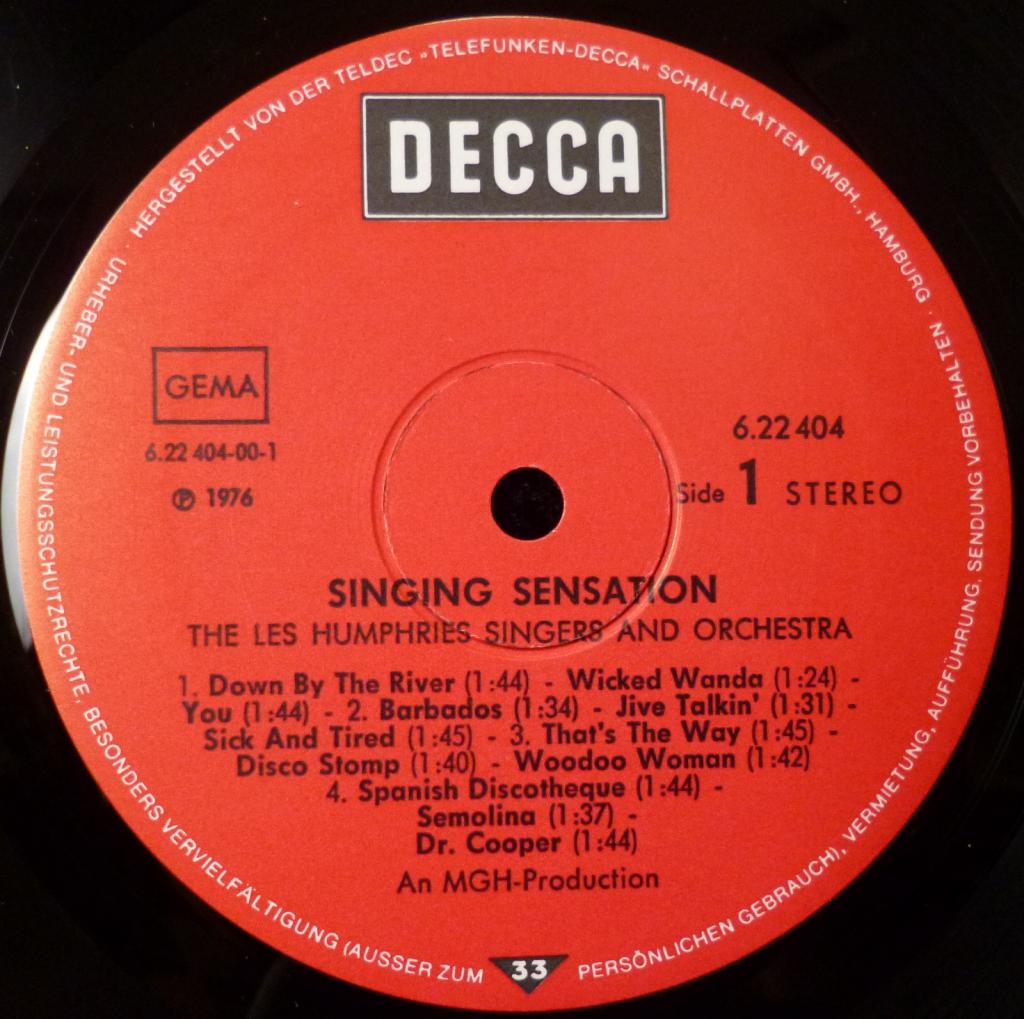 HERGESTELLT VON DER TELDEC »TELEFUNKEN-DECCA« SCHALLPLATTEN GMBH., HAMBURG · URHEBER- UND LEISTUNGSSCHUTZRECHTE, BESONDERS VERVIELFÄLTIGUNG (AUSSER ZUM PERSÖNLICHEN GEBRAUCH), VERMIETUNG, AUFFÜHRUNG, SENDUNG VORBEHALTEN ·
DECCA
GEMA
6.22 404-00-1
℗ 1976
6.22 404
Side 1 STEREO
SINGING SENSATION
THE LES HUMPHRIES SINGERS AND ORCHESTRA
1. Down By The River (1:44) - Wicked Wanda (1:24) -
You (1:44) - 2. Barbados (1:34) - Jive Talkin' (1:31) -
Sick And Tired (1:45) - 3. That's The Way (1:45) -
Disco Stomp (1:40) - Woodoo Woman (1:42)
4. Spanish Discotheque (1:44) -
Semolina (1:37) -
Dr. Cooper (1:44)
An MGH-Production
33